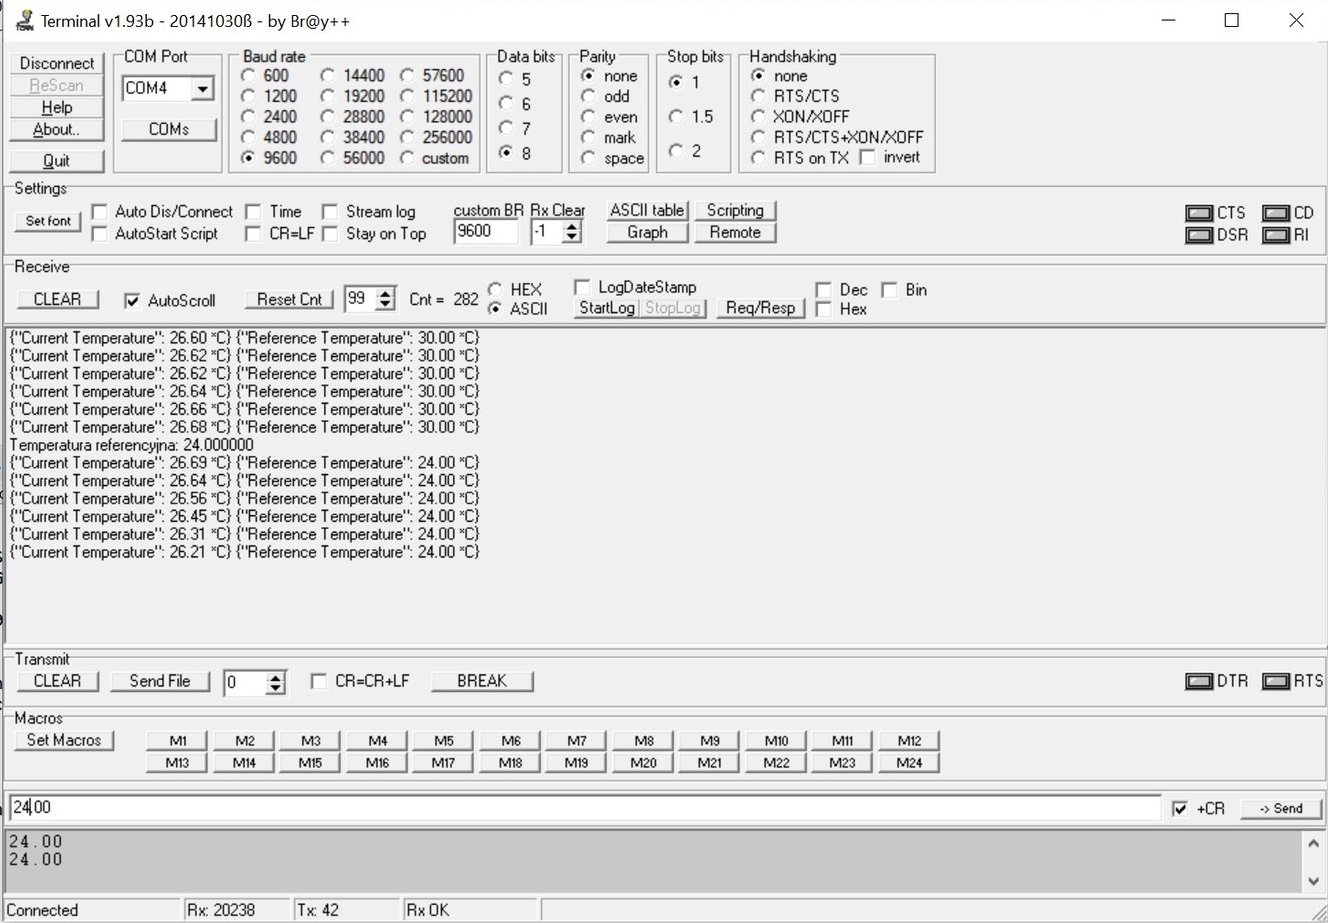 Terminal v1.93b - 20141030ß - by Br@y++
Disconnect
ReScan
Help
About..
Quit
COM Port
COM4
COMs
Baud rate
600 14400 57600
1200 19200 115200
2400 28800 128000
4800 38400 256000
9600 56000 custom
Data bits
5
6
7
8
Parity
none
odd
even
mark
space
Stop bits
1
1.5
2
Handshaking
none
RTS/CTS
XON/XOFF
RTS/CTS+XON/XOFF
RTS on TX invert
Settings
Set font
Auto Dis/Connect Time Stream log
AutoStart Script CR=LF Stay on Top
custom BR Rx Clear
9600 -1
ASCII table Scripting
Graph Remote
CTS CD
DSR RI
Receive
CLEAR AutoScroll Reset Cnt 99 Cnt = 282
HEX
ASCII
LogDateStamp
StartLog StopLog Req/Resp
Dec Bin
Hex
{"Current Temperature": 26.60 *C} {"Reference Temperature": 30.00 *C}
{"Current Temperature": 26.62 *C} {"Reference Temperature": 30.00 *C}
{"Current Temperature": 26.62 *C} {"Reference Temperature": 30.00 *C}
{"Current Temperature": 26.64 *C} {"Reference Temperature": 30.00 *C}
{"Current Temperature": 26.66 *C} {"Reference Temperature": 30.00 *C}
{"Current Temperature": 26.68 *C} {"Reference Temperature": 30.00 *C}
Temperatura referencyjna: 24.000000
{"Current Temperature": 26.69 *C} {"Reference Temperature": 24.00 *C}
{"Current Temperature": 26.64 *C} {"Reference Temperature": 24.00 *C}
{"Current Temperature": 26.56 *C} {"Reference Temperature": 24.00 *C}
{"Current Temperature": 26.45 *C} {"Reference Temperature": 24.00 *C}
{"Current Temperature": 26.31 *C} {"Reference Temperature": 24.00 *C}
{"Current Temperature": 26.21 *C} {"Reference Temperature": 24.00 *C}
Transmit
CLEAR Send File 0 CR=CR+LF BREAK DTR RTS
Macros
Set Macros
M1 M2 M3 M4 M5 M6 M7 M8 M9 M10 M11 M12
M13 M14 M15 M16 M17 M18 M19 M20 M21 M22 M23 M24
24.00 +CR -> Send
24.00
24.00
Connected Rx: 20238 Tx: 42 Rx OK